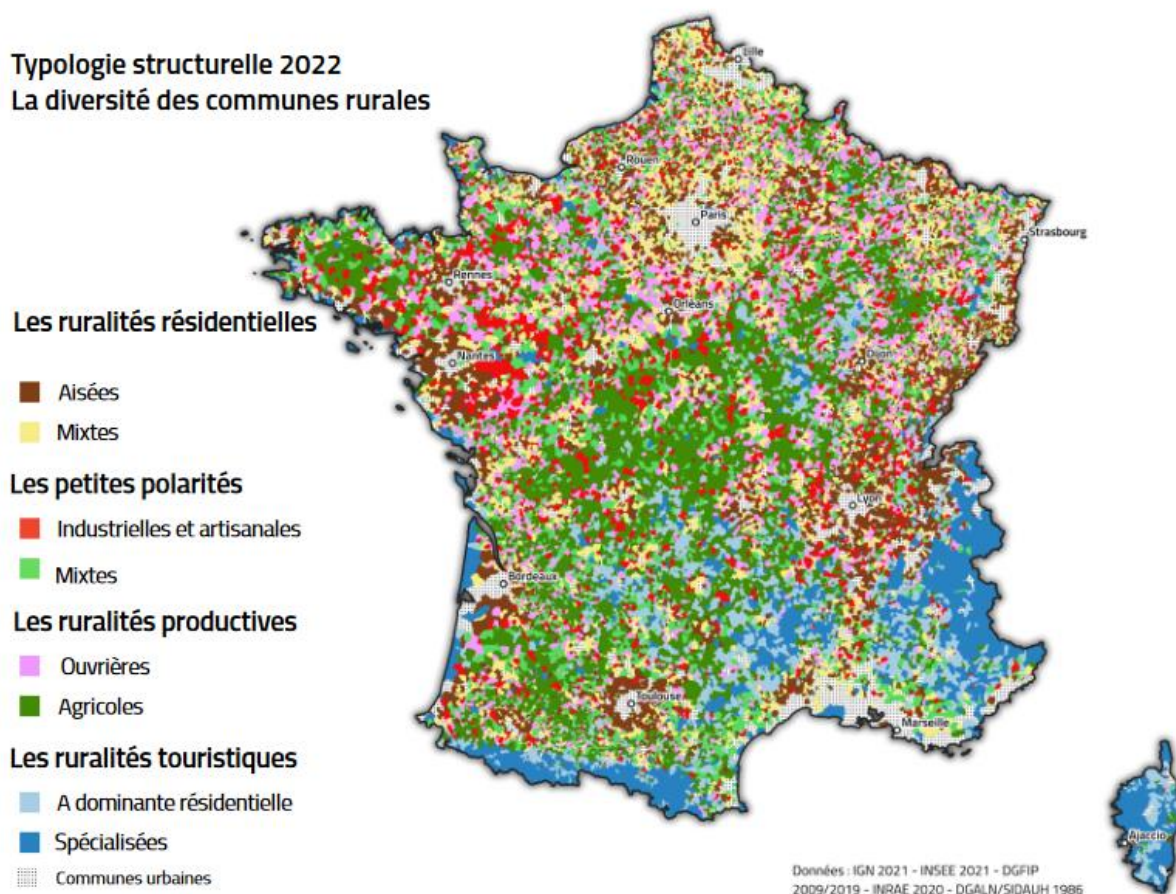 Typologie structurelle 2022
La diversité des communes rurales
Lille
Rouen
Paris
Strasbourg
Rennes
Orléans
Nantes
Dijon
Lyon
Bordeaux
Toulouse
Marseille
Ajaccio
Les ruralités résidentielles
Aisées
Mixtes
Les petites polarités
Industrielles et artisanales
Mixtes
Les ruralités productives
Ouvrières
Agricoles
Les ruralités touristiques
A dominante résidentielle
Spécialisées
Communes urbaines
Données : IGN 2021 - INSEE 2021 - DGFIP
2009/2019 - INRAE 2020 - DGALN/SIDAUH 1986